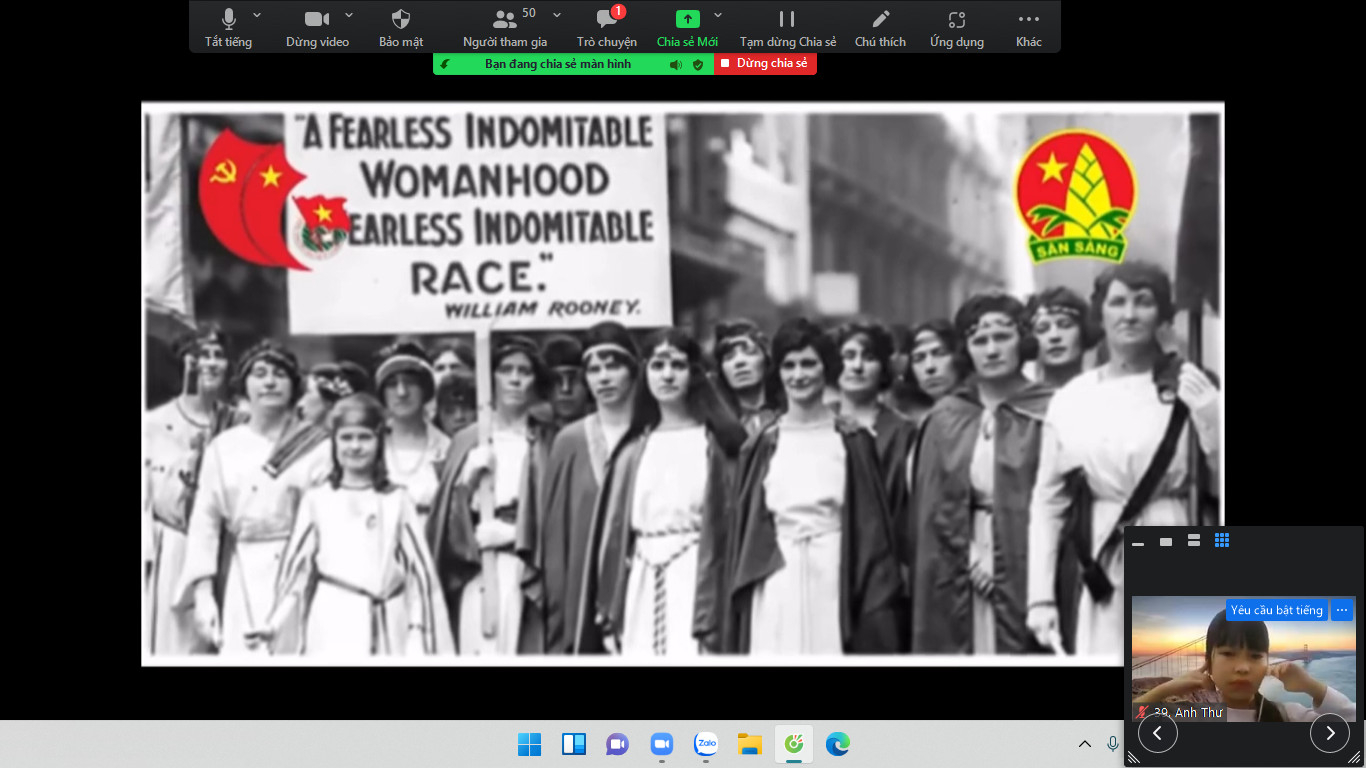 50
1
Tắt tiếng
Dừng video
Bảo mật
Người tham gia
Trò chuyện
Chia sẻ Mới
Tạm dừng Chia sẻ
Chú thích
Ứng dụng
Khác
Bạn đang chia sẻ màn hình
Dừng chia sẻ
"A FEARLESS INDOMITABLE
WOMANHOOD
EARLESS INDOMITABLE
RACE."
WILLIAM ROONEY.
SẴN SÀNG
Yêu cầu bật tiếng
39. Anh Thư
Zalo